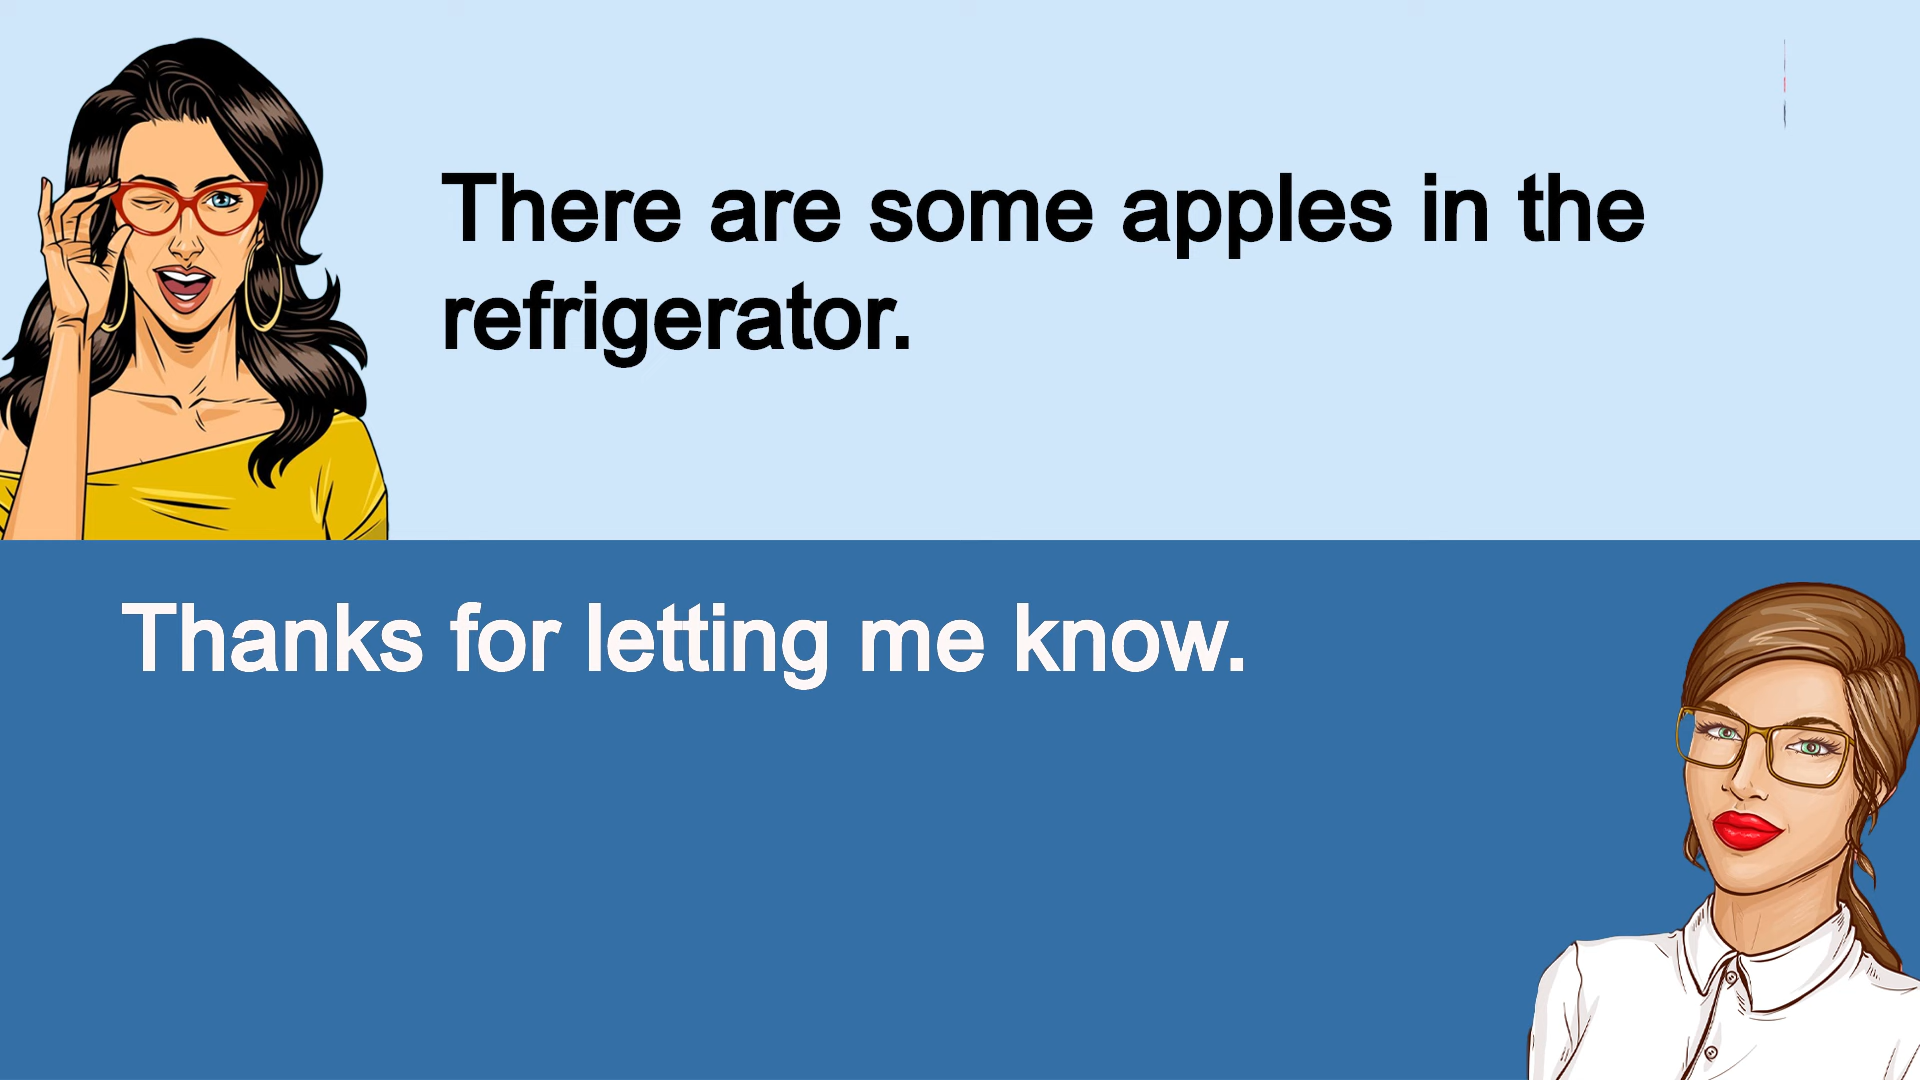 There are some apples in the
refrigerator.
Thanks for letting me know.